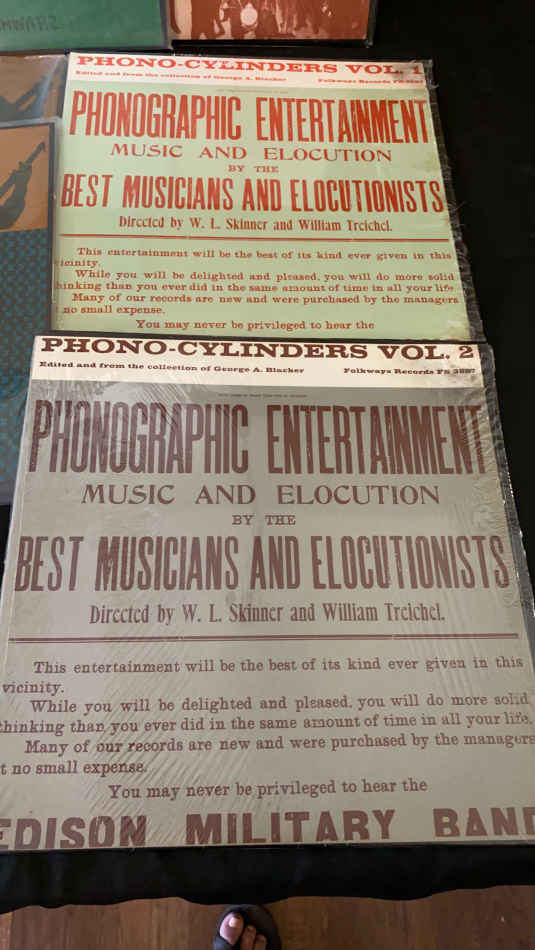 PHONO-CYLINDERS VOL. 1
Edited and from the collection of George A. Blacker Folkways Records
PHONOGRAPHIC ENTERTAINMENT
MUSIC AND ELOCUTION
BY THE
BEST MUSICIANS AND ELOCUTIONISTS
Directed by W. L. Skinner and William Treichel.
This entertainment will be the best of its kind ever given in this
vicinity.
While you will be delighted and pleased, you will do more solid
thinking than you ever did in the same amount of time in all your life
Many of our records are new and were purchased by the managers
no small expense.
You may never be privileged to hear the
PHONO-CYLINDERS VOL. 2
Edited and from the collection of George A. Blacker Folkways Records FS 3887
PHONOGRAPHIC ENTERTAINMENT
MUSIC AND ELOCUTION
BY THE
BEST MUSICIANS AND ELOCUTIONISTS
Directed by W. L. Skinner and William Treichel.
This entertainment will be the best of its kind ever given in this
vicinity.
While you will be delighted and pleased, you will do more solid
thinking than you ever did in the same amount of time in all your life.
Many of our records are new and were purchased by the managers
t no small expense.
You may never be privileged to hear the
EDISON MILITARY BAND